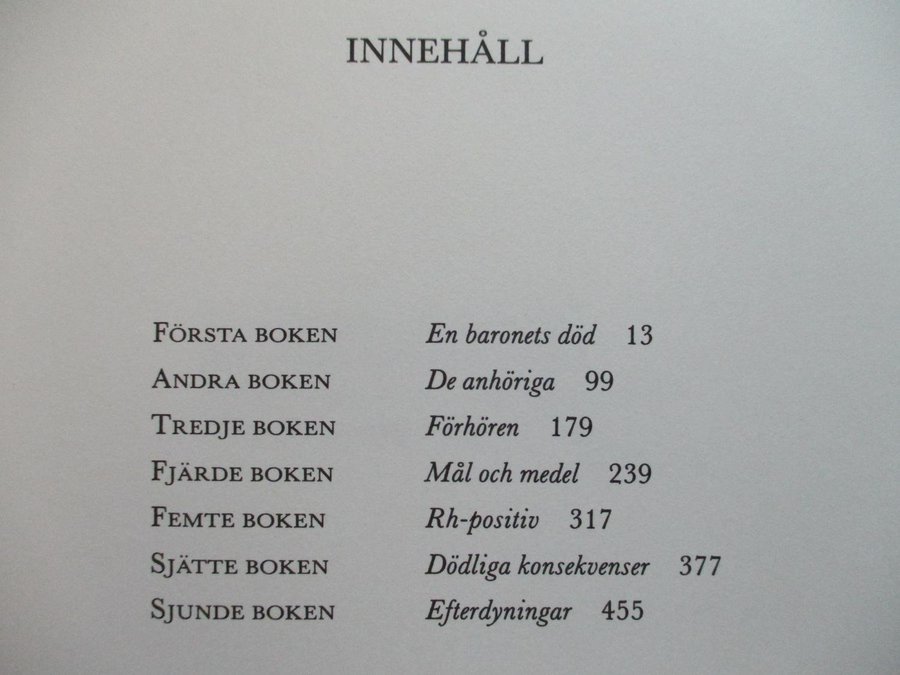 INNEHÅLL
FÖRSTA BOKEN En baronets död 13
ANDRA BOKEN De anhöriga 99
TREDJE BOKEN Förhören 179
FJÄRDE BOKEN Mål och medel 239
FEMTE BOKEN Rh-positiv 317
SJÄTTE BOKEN Dödliga konsekvenser 377
SJUNDE BOKEN Efterdyningar 455